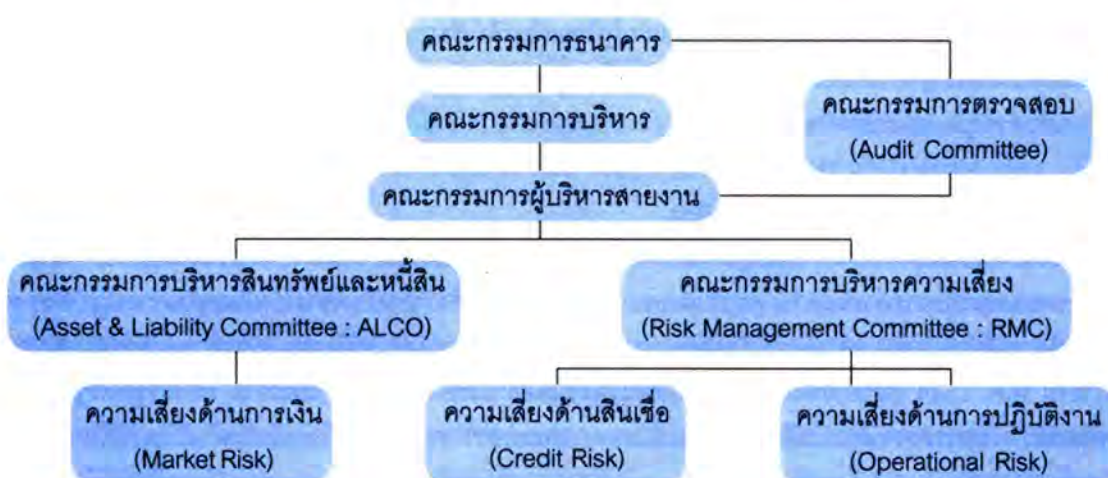 คณะกรรมการธนาคาร
คณะกรรมการตรวจสอบ
(Audit Committee)
คณะกรรมการบริหาร
คณะกรรมการผู้บริหารสายงาน
คณะกรรมการบริหารสินทรัพย์และหนี้สิน
(Asset & Liability Committee : ALCO)
คณะกรรมการบริหารความเสี่ยง
(Risk Management Committee : RMC)
ความเสี่ยงด้านการเงิน
(Market Risk)
ความเสี่ยงด้านสินเชื่อ
(Credit Risk)
ความเสี่ยงด้านการปฏิบัติงาน
(Operational Risk)